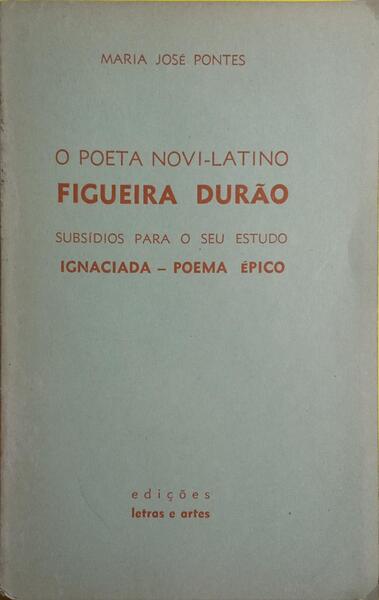 MARIA JOSÉ PONTES
O POETA NOVI-LATINO
FIGUEIRA DURÃO
SUBSÍDIOS PARA O SEU ESTUDO
IGNACIADA – POEMA ÉPICO
edições
letras e artes